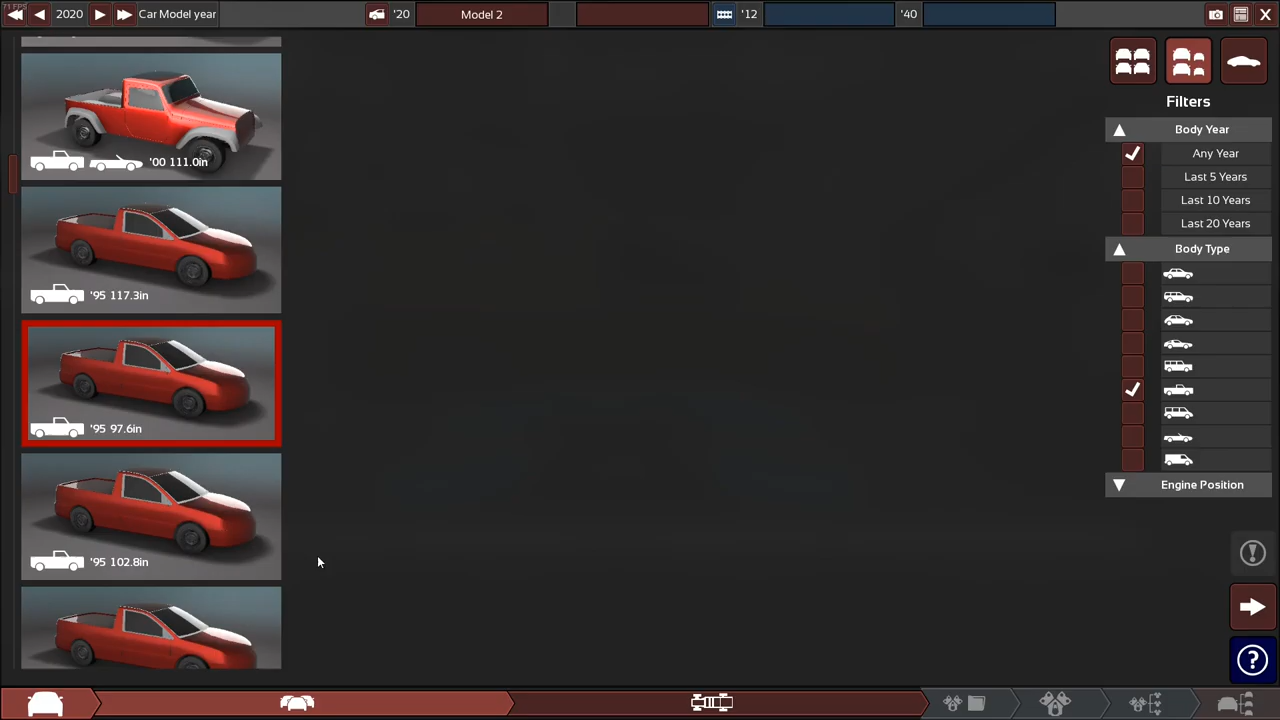 71 FPS
2020 Car Model year '20 Model 2 '12 '40
'00 111.0in
'95 117.3in
'95 97.6in
'95 102.8in
Filters
Body Year
Any Year
Last 5 Years
Last 10 Years
Last 20 Years
Body Type
Engine Position
?